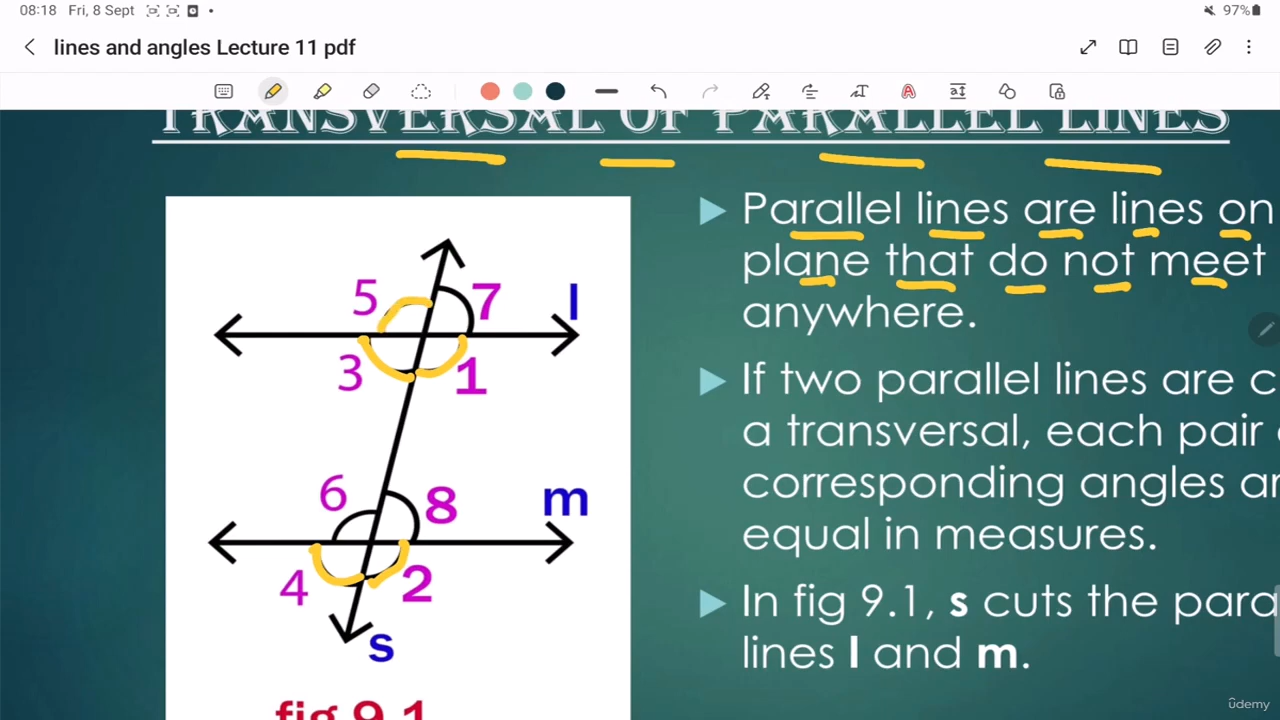 08:18 Fri, 8 Sept
97%
lines and angles Lecture 11 pdf
TRANSVERSAL OF PARALLEL LINES
Parallel lines are lines on
plane that do not meet
anywhere.
If two parallel lines are c
a transversal, each pair
corresponding angles ar
equal in measures.
In fig 9.1, s cuts the para
lines l and m.
5 7 l
3 1
6 8 m
4 2
s
fig 9.1
ûdemy